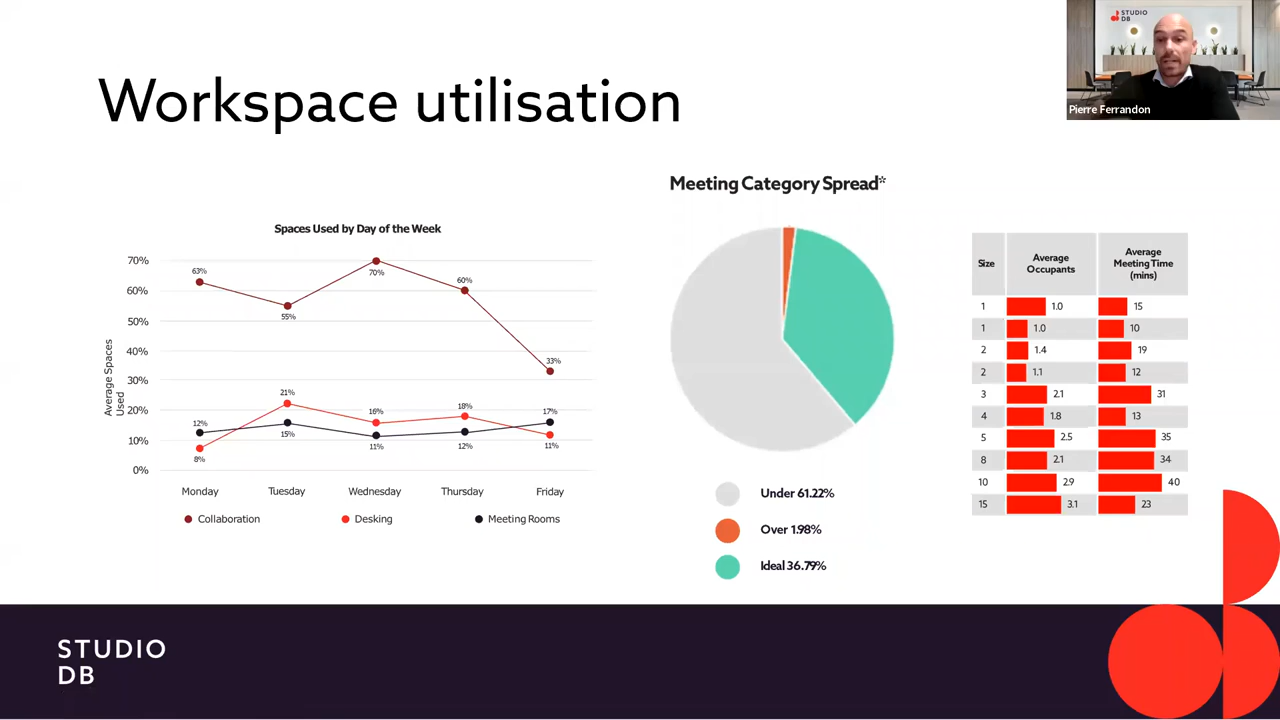 STUDIO
DB
Pierre Ferrandon
Workspace utilisation
Spaces Used by Day of the Week
Average Spaces
Used
70%
60%
50%
40%
30%
20%
10%
0%
63%
55%
70%
60%
33%
12%
21%
16%
18%
17%
8%
15%
11%
12%
11%
Monday Tuesday Wednesday Thursday Friday
Collaboration Desking Meeting Rooms
Meeting Category Spread*
Under 61.22%
Over 1.98%
Ideal 36.79%
Size Average Occupants Average Meeting Time (mins)
1 1.0 15
1 1.0 10
2 1.4 19
2 1.1 12
3 2.1 31
4 1.8 13
5 2.5 35
8 2.1 34
10 2.9 40
15 3.1 23
STUDIO
DB